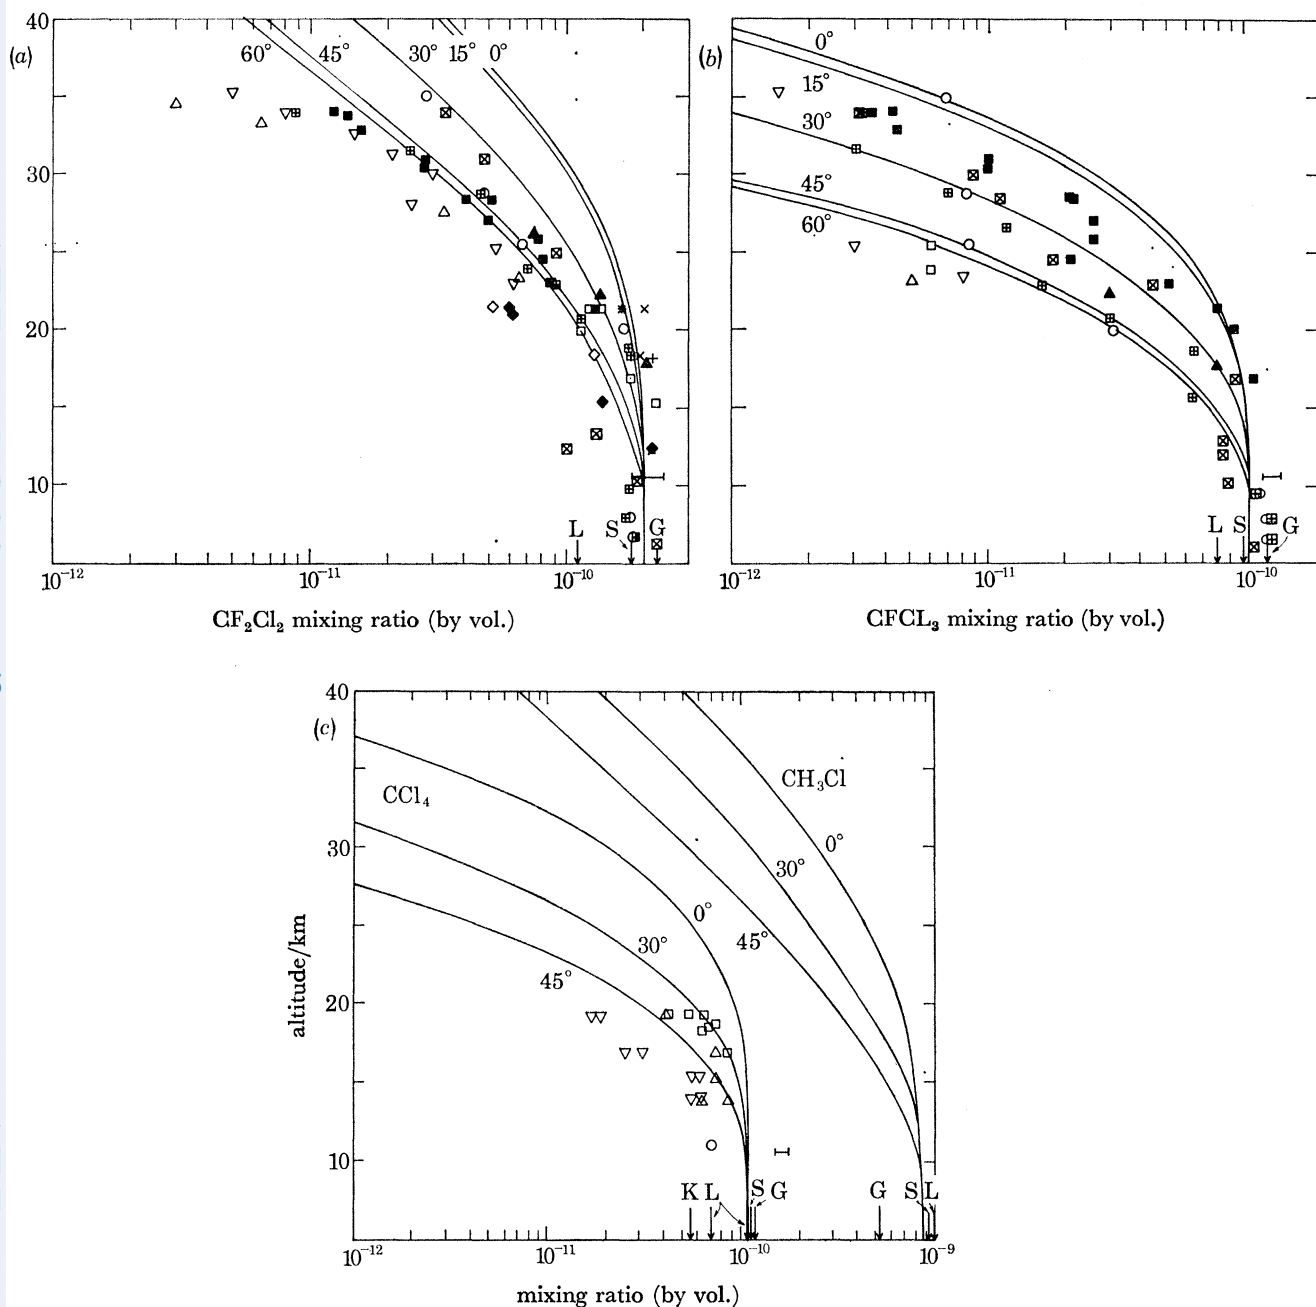 (a)
40
30
20
10
60° 45° 30° 15° 0°
L S G
10⁻¹² 10⁻¹¹ 10⁻¹⁰
CF₂Cl₂ mixing ratio (by vol.)
(b)
0°
15°
30°
45°
60°
L S G
10⁻¹² 10⁻¹¹ 10⁻¹⁰
CFCL₃ mixing ratio (by vol.)
(c)
40
30
20
10
altitude/km
CCl₄
CH₃Cl
0°
30°
0°
30°
45°
45°
K L S G G S L
10⁻¹² 10⁻¹¹ 10⁻¹⁰ 10⁻⁹
mixing ratio (by vol.)